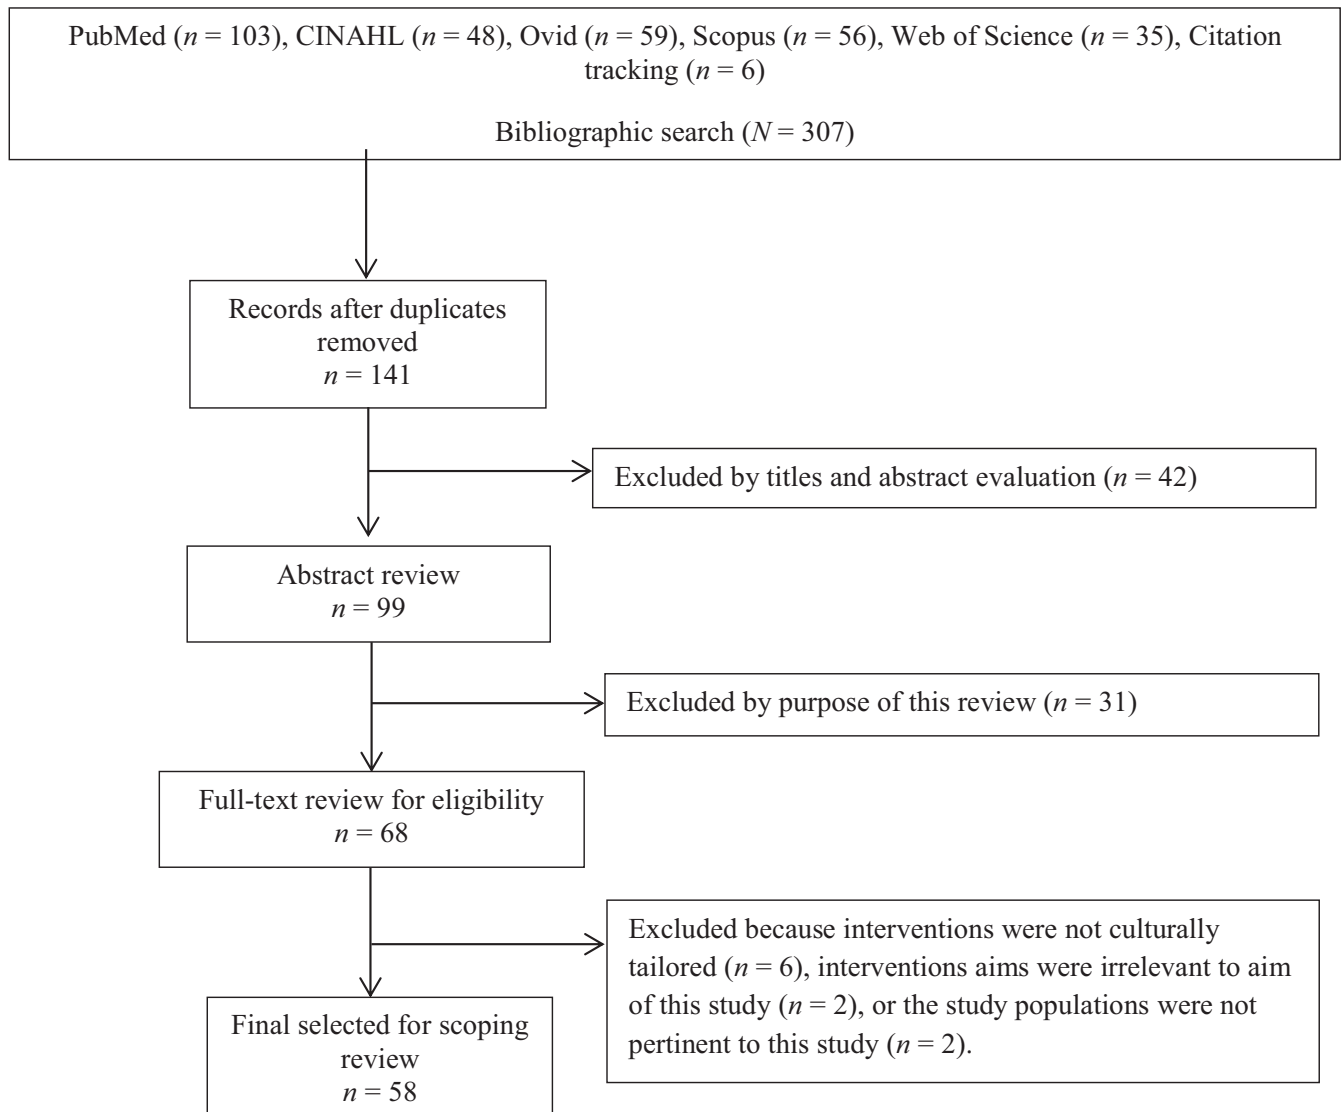 PubMed (n = 103), CINAHL (n = 48), Ovid (n = 59), Scopus (n = 56), Web of Science (n = 35), Citation
tracking (n = 6)
Bibliographic search (N = 307)
Records after duplicates
removed
n = 141
Excluded by titles and abstract evaluation (n = 42)
Abstract review
n = 99
Excluded by purpose of this review (n = 31)
Full-text review for eligibility
n = 68
Excluded because interventions were not culturally
tailored (n = 6), interventions aims were irrelevant to aim
of this study (n = 2), or the study populations were not
pertinent to this study (n = 2).
Final selected for scoping
review
n = 58